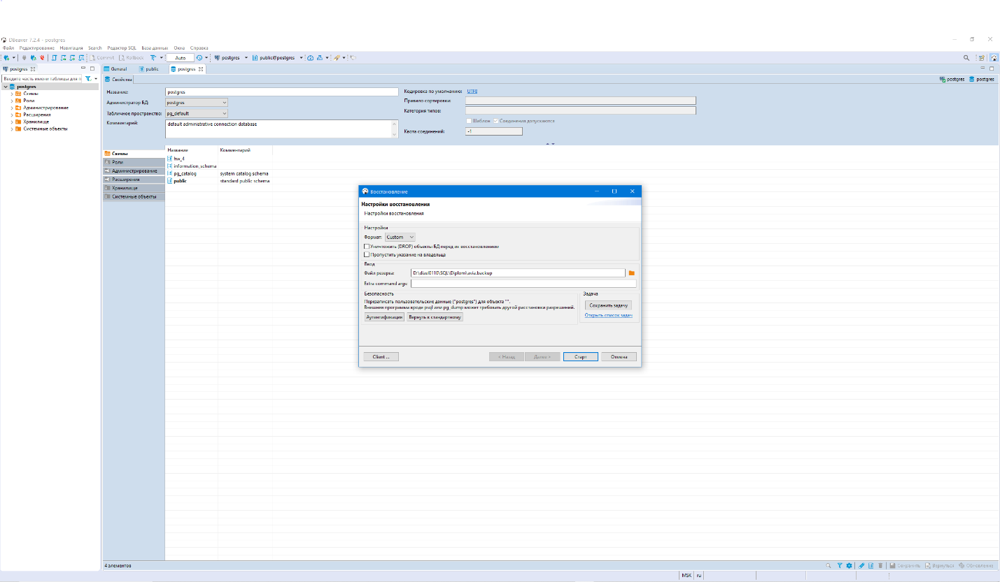 DBeaver 7.2.4 - postgres
Файл Редактирование Навигация Search Редактор SQL База данных Окна Справка
Commit Rollback Auto postgres public@postgres
postgres
Введите часть имени таблицы для п
postgres
Схемы
Роли
Администрирование
Расширения
Хранилище
Системные объекты
General public postgres
Свойства
postgres postgres
Название: postgres
Администратор БД: postgres
Табличное пространство: pg_default
Комментарий: default administrative connection database
Кодировка по умолчанию: UTF8
Правило сортировки:
Категория типов:
Шаблон Соединения допускаются
Квота соединений: -1
Схемы
Роли
Администрирование
Расширения
Хранилище
Системные объекты
Название Комментарий
hw_4
information_schema
pg_catalog system catalog schema
public standard public schema
Восстановление
Настройки восстановления
Настройки восстановления
Настройки
Формат: Custom
Уничтожить (DROP) объекты БД перед их восстановлением
Пропустить указание на владельца
Ввод
Файл резерва: D:\dizel0110\SQL\Diplom\avia.backup
Extra command args:
Безопасность
Перезаписать пользовательские данные ("postgres") для объекта "".
Внешняя программа вроде psql или pg_dump может требовать другой расстановки разрешений.
Аутентификация Вернуть к стандартному
Задача
Сохранить задачу
Открыть список задач
Client ... < Назад Далее > Старт Отмена
4 элементов
Сохранить Вернуться Обновление
MSK ru